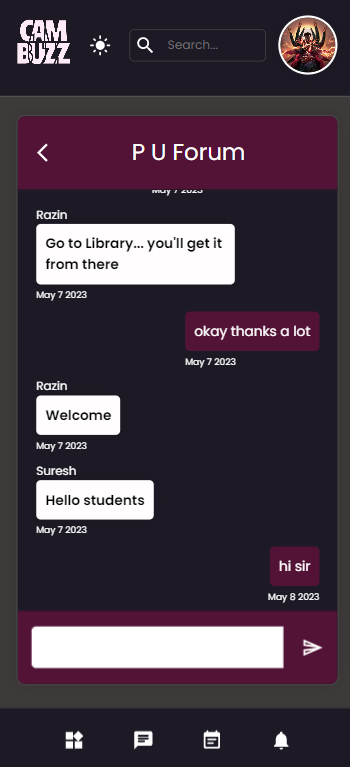 CAM
BUZZ
Search...
P U Forum
May 7 2023
Razin
Go to Library... you'll get it
from there
May 7 2023
okay thanks a lot
May 7 2023
Razin
Welcome
May 7 2023
Suresh
Hello students
May 7 2023
hi sir
May 8 2023